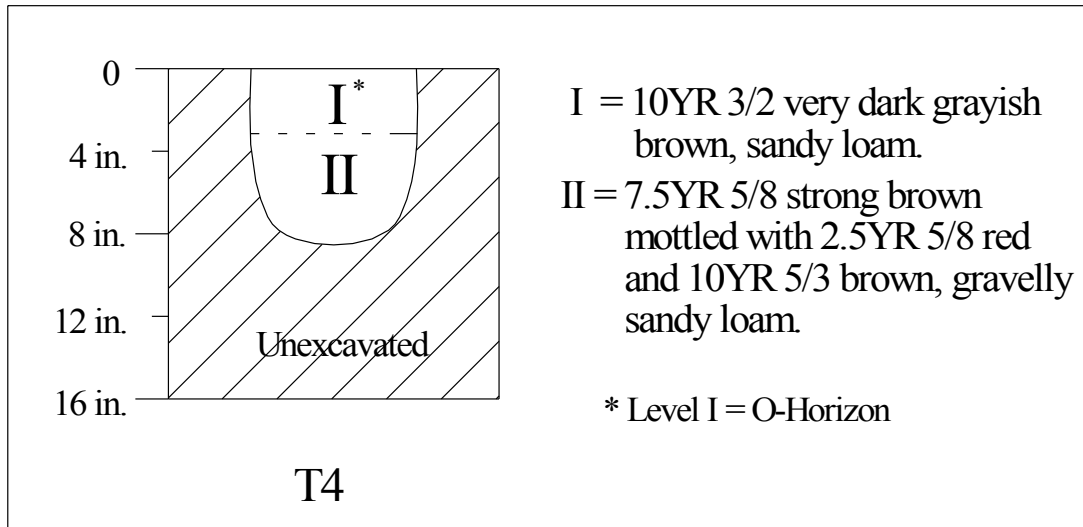 0
4 in.
8 in.
12 in.
16 in.
I*
II
Unexcavated
T4
I = 10YR 3/2 very dark grayish
brown, sandy loam.
II = 7.5YR 5/8 strong brown
mottled with 2.5YR 5/8 red
and 10YR 5/3 brown, gravelly
sandy loam.
* Level I = O-Horizon